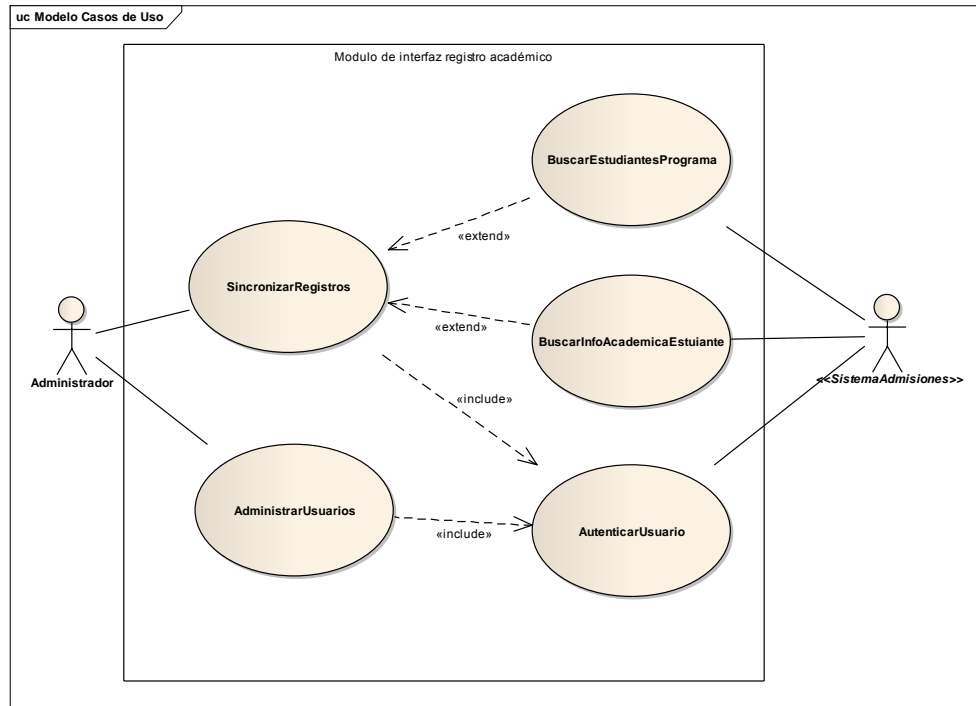 uc Modelo Casos de Uso
Modulo de interfaz registro académico
BuscarEstudiantesPrograma
«extend»
SincronizarRegistros
«extend»
BuscarInfoAcademicaEstuiante
Administrador
<<SistemaAdmisiones>>
«include»
AdministrarUsuarios
AutenticarUsuario
«include»